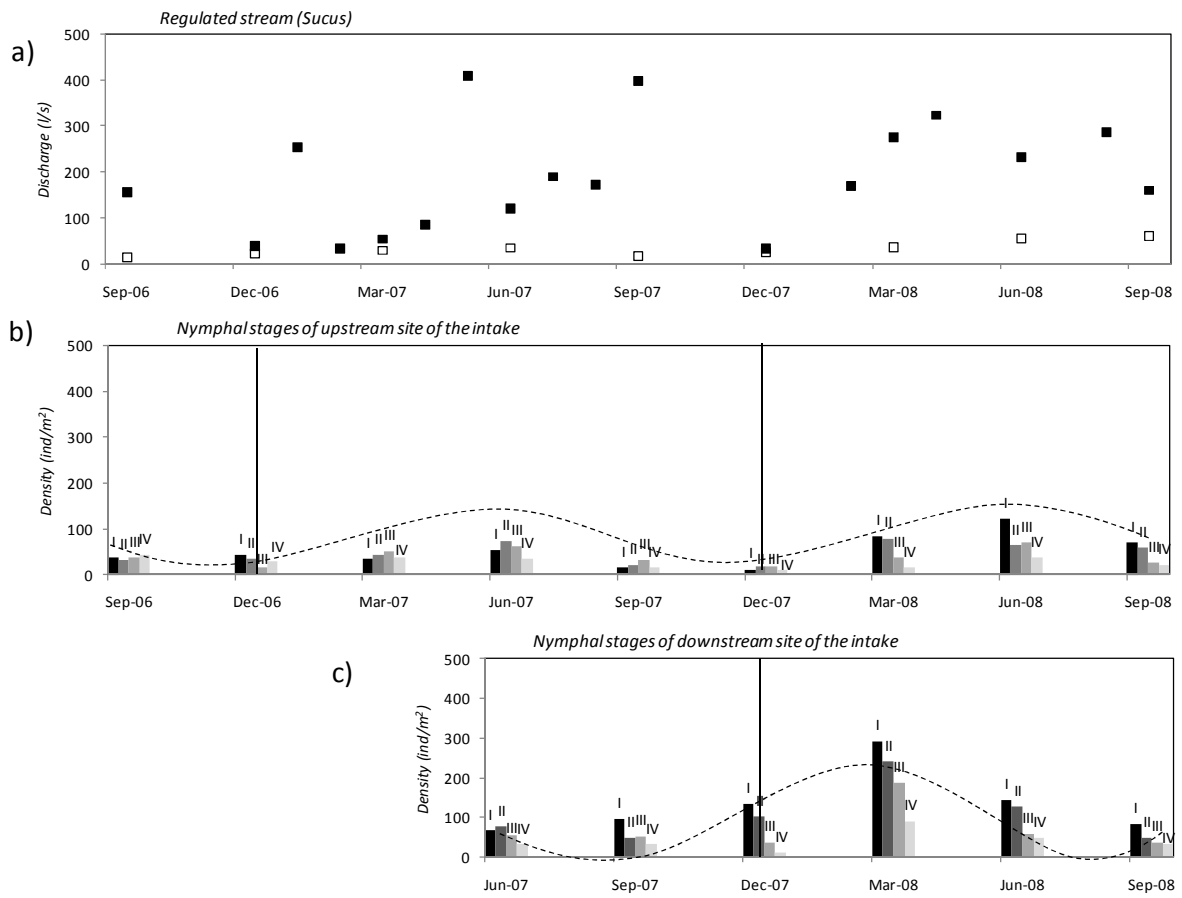 Regulated stream (Sucus)
a)
500
400
300
200
100
0
Discharge (l/s)
Sep-06 Dec-06 Mar-07 Jun-07 Sep-07 Dec-07 Mar-08 Jun-08 Sep-08
b)
Nymphal stages of upstream site of the intake
500
400
300
200
100
0
Density (ind/m²)
I II III IV I II III IV I II III IV I II III IV I II III IV I II III IV I II III IV I II III IV I II III IV
Sep-06 Dec-06 Mar-07 Jun-07 Sep-07 Dec-07 Mar-08 Jun-08 Sep-08
Nymphal stages of downstream site of the intake
c)
500
400
300
200
100
0
Density (ind/m²)
I II III IV I II III IV I II III IV I II III IV I II III IV I II III IV
Jun-07 Sep-07 Dec-07 Mar-08 Jun-08 Sep-08